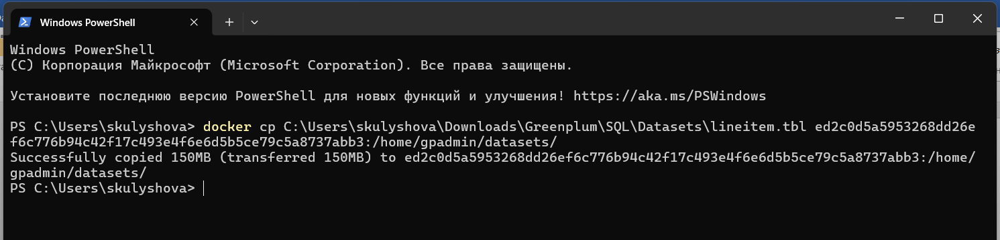 Windows PowerShell
Windows PowerShell
(C) Корпорация Майкрософт (Microsoft Corporation). Все права защищены.
Установите последнюю версию PowerShell для новых функций и улучшения! https://aka.ms/PSWindows
PS C:\Users\skulyshova> docker cp C:\Users\skulyshova\Downloads\Greenplum\SQL\Datasets\lineitem.tbl ed2c0d5a5953268dd26e
f6c776b94c42f17c493e4f6e6d5b5ce79c5a8737abb3:/home/gpadmin/datasets/
Successfully copied 150MB (transferred 150MB) to ed2c0d5a5953268dd26ef6c776b94c42f17c493e4f6e6d5b5ce79c5a8737abb3:/home/
gpadmin/datasets/
PS C:\Users\skulyshova>